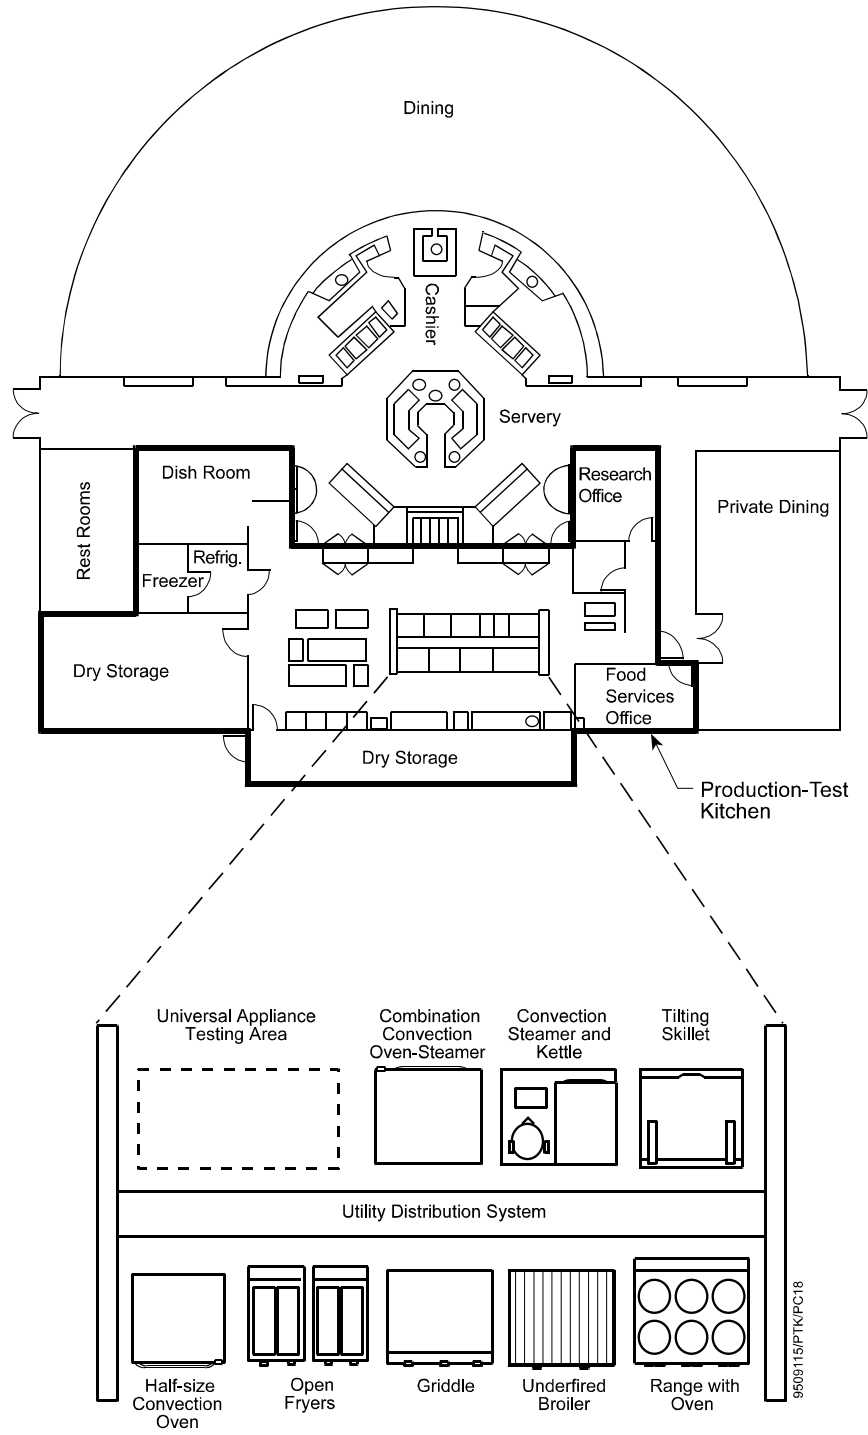 Dining
Cashier
Servery
Dish Room
Research
Office
Rest Rooms
Private Dining
Refrig.
Freezer
Dry Storage
Food
Services
Office
Dry Storage
Production-Test
Kitchen
Universal Appliance
Testing Area
Combination
Convection
Oven-Steamer
Convection
Steamer and
Kettle
Tilting
Skillet
Utility Distribution System
Half-size
Convection
Oven
Open
Fryers
Griddle
Underfired
Broiler
Range with
Oven
9509115/PTK/PC18